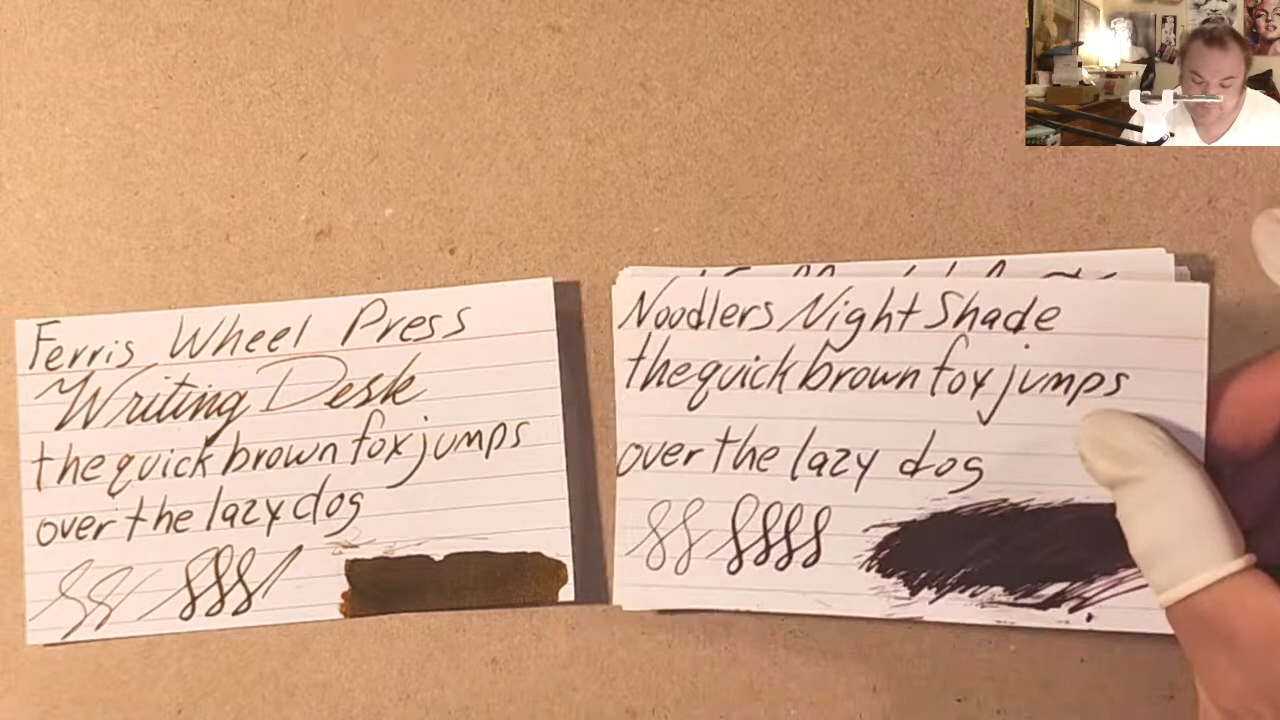 Ferris Wheel Press
Writing Desk
the quick brown fox jumps
over the lazy dog
Noodlers Night Shade
the quick brown fox jumps
over the lazy dog